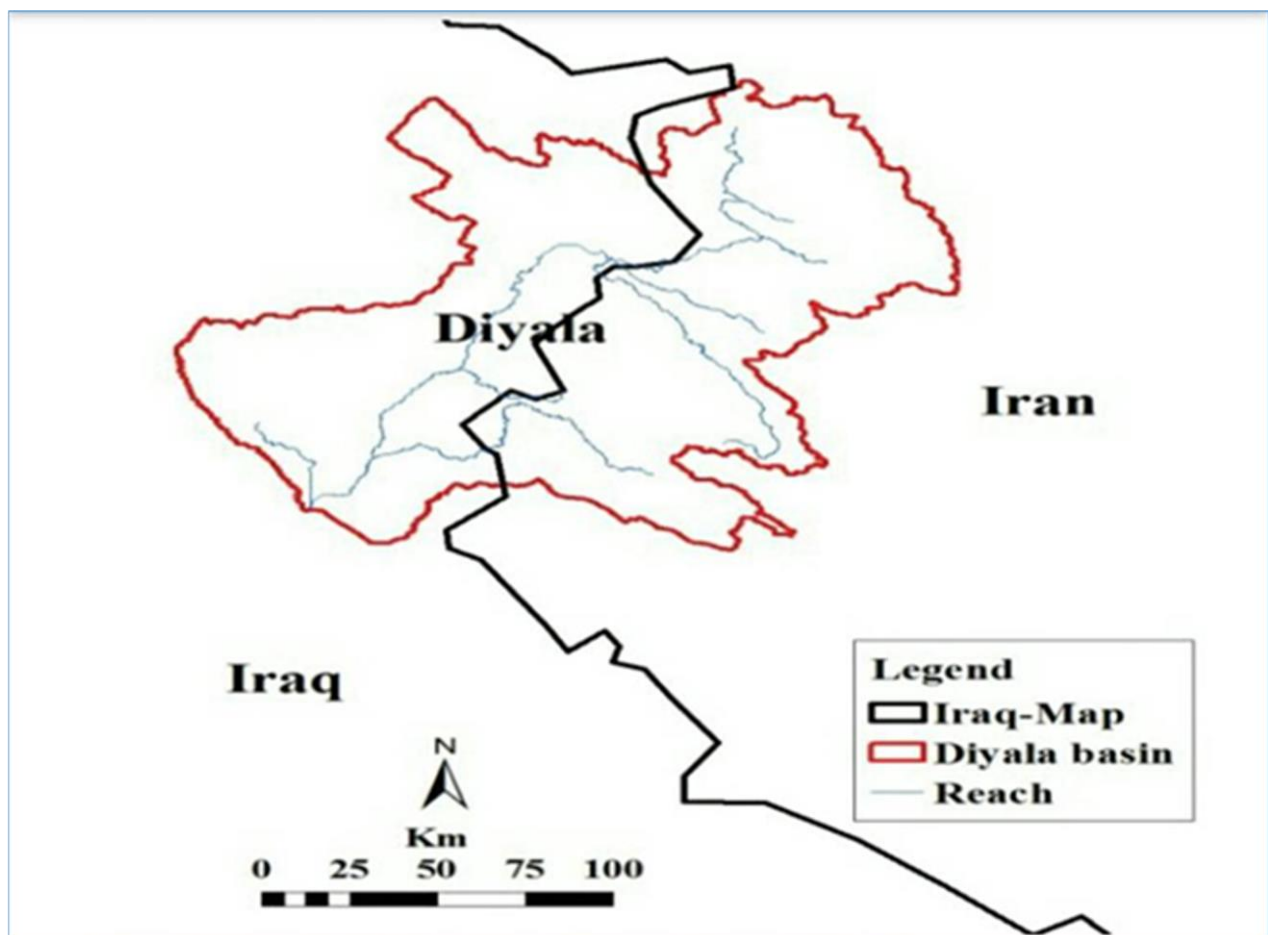 Diyala
Iran
Iraq
Legend
Iraq-Map
Diyala basin
Reach
N
Km
0 25 50 75 100